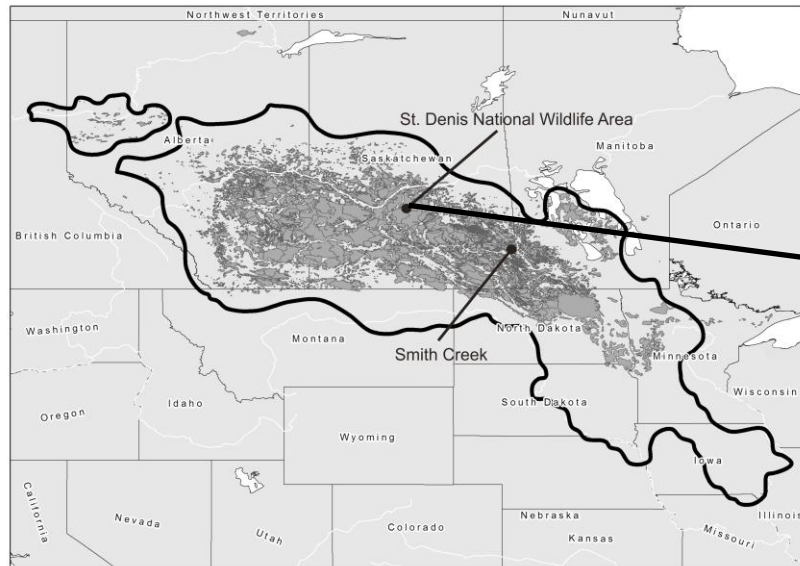 Northwest Territories
Nunavut
St. Denis National Wildlife Area
Alberta
Saskatchewan
Manitoba
British Columbia
Ontario
Washington
Montana
North Dakota
Minnesota
Smith Creek
Oregon
Idaho
South Dakota
Wisconsin
Wyoming
Iowa
California
Nevada
Utah
Colorado
Nebraska
Kansas
Missouri
Illinois